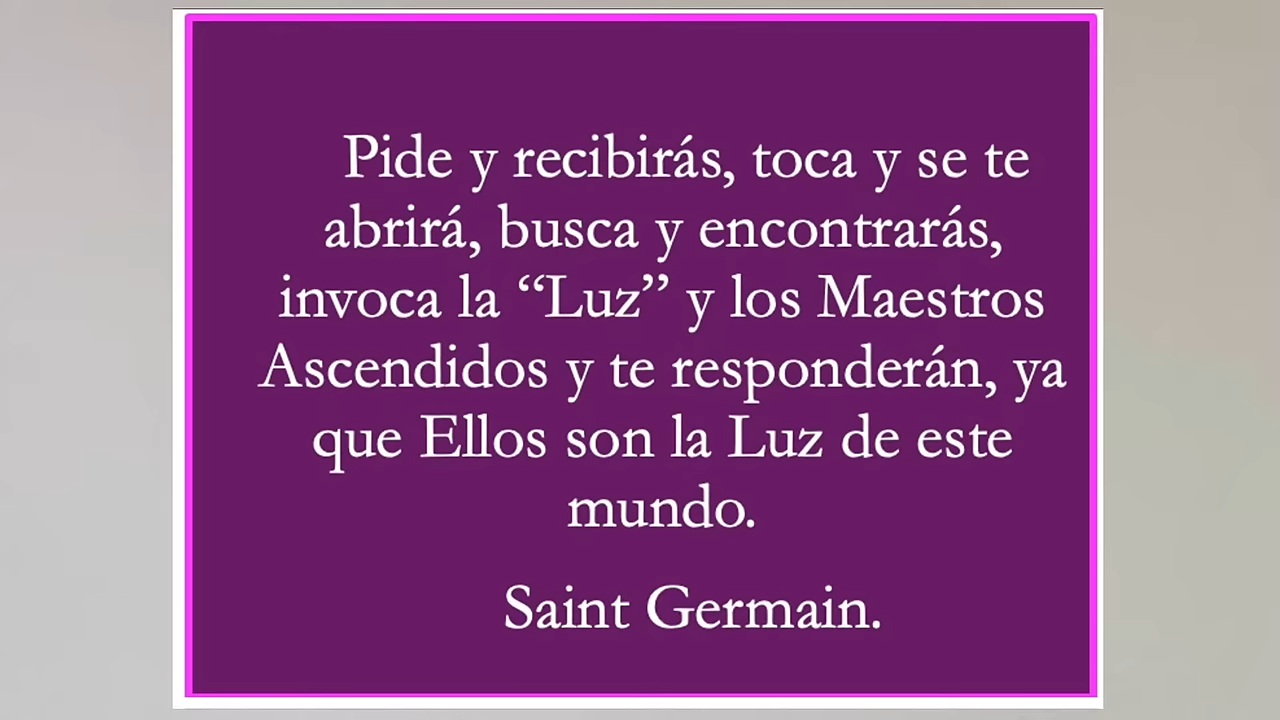 Pide y recibirás, toca y se te
abrirá, busca y encontrarás,
invoca la “Luz” y los Maestros
Ascendidos y te responderán, ya
que Ellos son la Luz de este
mundo.
Saint Germain.